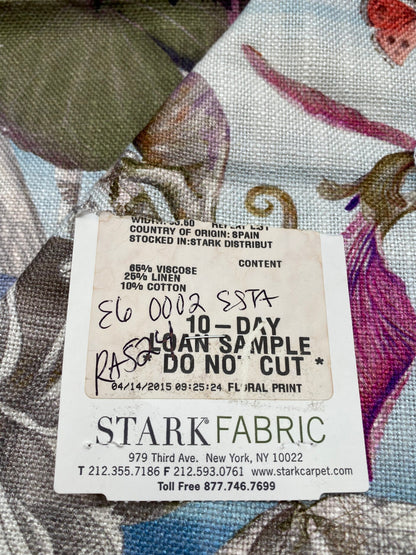 COUNTRY OF ORIGIN: SPAIN
STOCKED IN:STARK DISTRIBUT
CONTENT
65% VISCOSE
25% LINEN
10% COTTON
E6 0002 ESTA
10-DAY
LOAN SAMPLE
* DO NOT CUT *
04/14/2015 09:25:24 FLORAL PRINT
STARK® FABRIC
979 Third Ave. New York, NY 10022
T 212.355.7186 F 212.593.0761 www.starkcarpet.com
Toll Free 877.746.7699